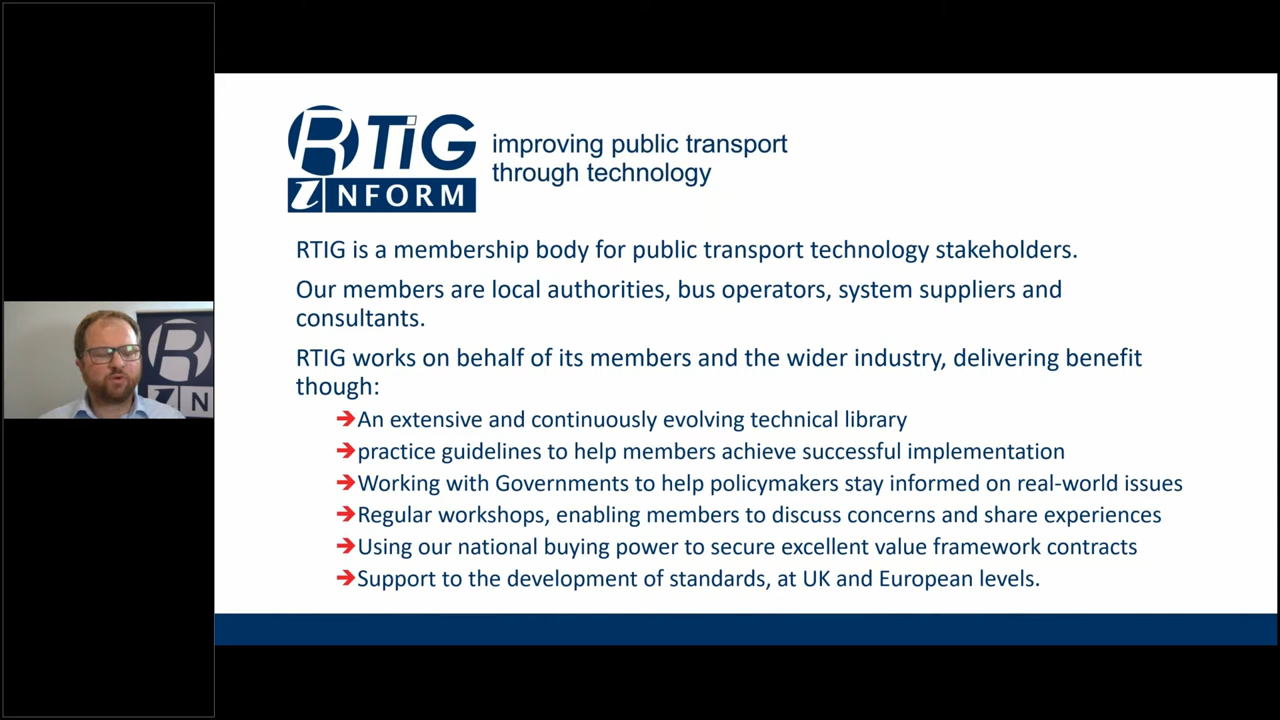 RTiG
iNFORM
improving public transport
through technology
RTIG is a membership body for public transport technology stakeholders.
Our members are local authorities, bus operators, system suppliers and
consultants.
RTIG works on behalf of its members and the wider industry, delivering benefit
though:
➔An extensive and continuously evolving technical library
➔practice guidelines to help members achieve successful implementation
➔Working with Governments to help policymakers stay informed on real-world issues
➔Regular workshops, enabling members to discuss concerns and share experiences
➔Using our national buying power to secure excellent value framework contracts
➔Support to the development of standards, at UK and European levels.
R
i N